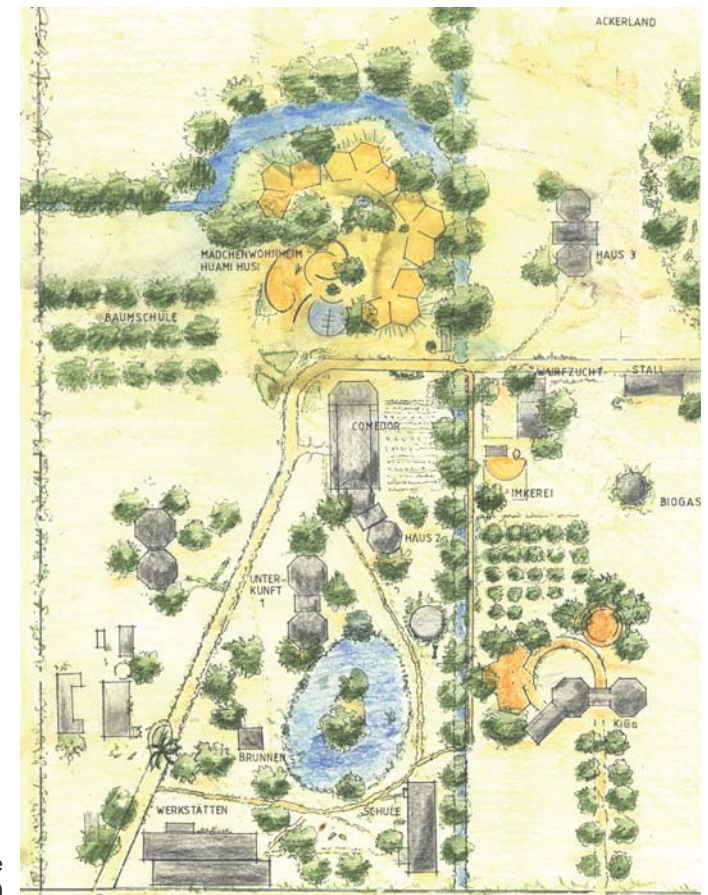 ACKERLAND
MÄDCHENWOHNHEIM
HUAMI HUSI
HAUS 3
BAUMSCHULE
STALL
COMEDOR
IMKEREI
BIOGAS
HAUS 2
UNTER-
KUNFT
1
KiGa
BRUNNEN
WERKSTÄTTEN
SCHULE
e
)